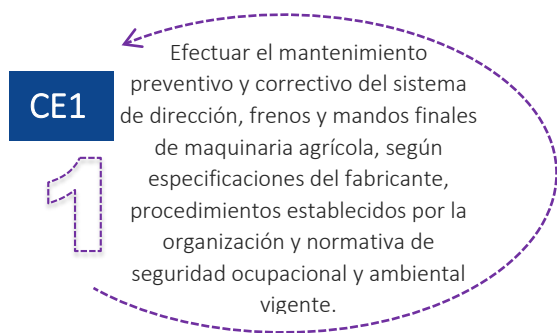 CE1
1
Efectuar el mantenimiento
preventivo y correctivo del sistema
de dirección, frenos y mandos finales
de maquinaria agrícola, según
especificaciones del fabricante,
procedimientos establecidos por la
organización y normativa de
seguridad ocupacional y ambiental
vigente.